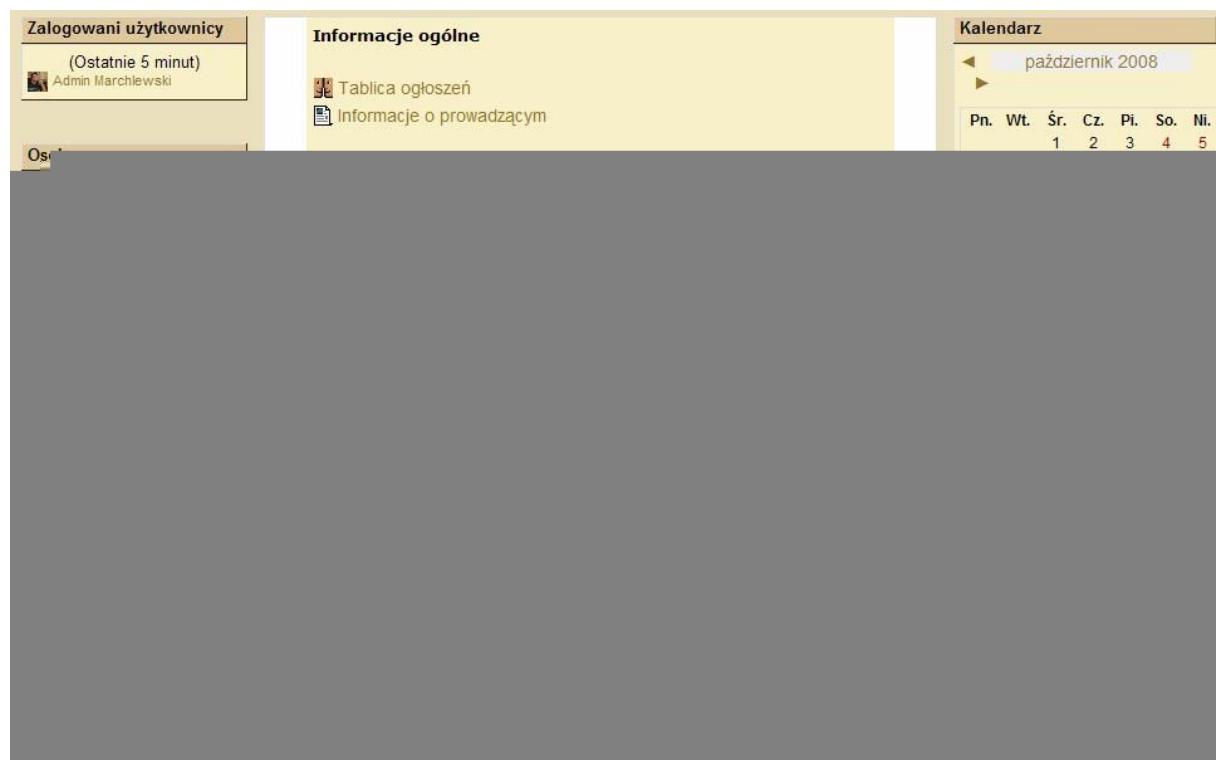 Zalogowani użytkownicy
(Ostatnie 5 minut)
Admin Marchlewski
Informacje ogólne
Tablica ogłoszeń
Informacje o prowadzącym
Kalendarz
◄ październik 2008
►
Pn. Wt. Śr. Cz. Pi. So. Ni.
1 2 3 4 5